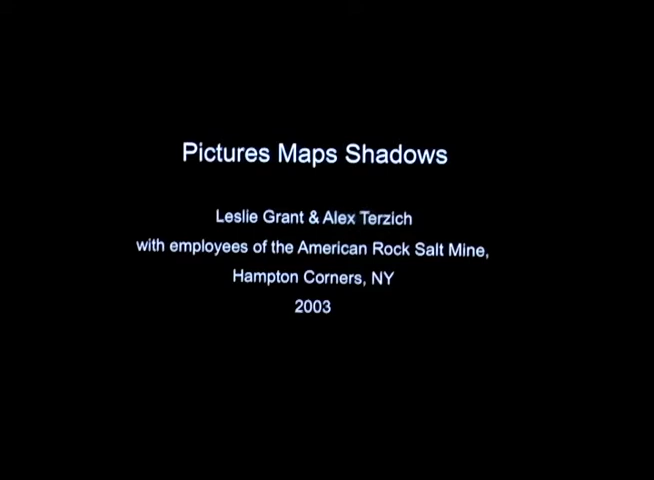 Pictures Maps Shadows
Leslie Grant & Alex Terzich
with employees of the American Rock Salt Mine,
Hampton Corners, NY
2003